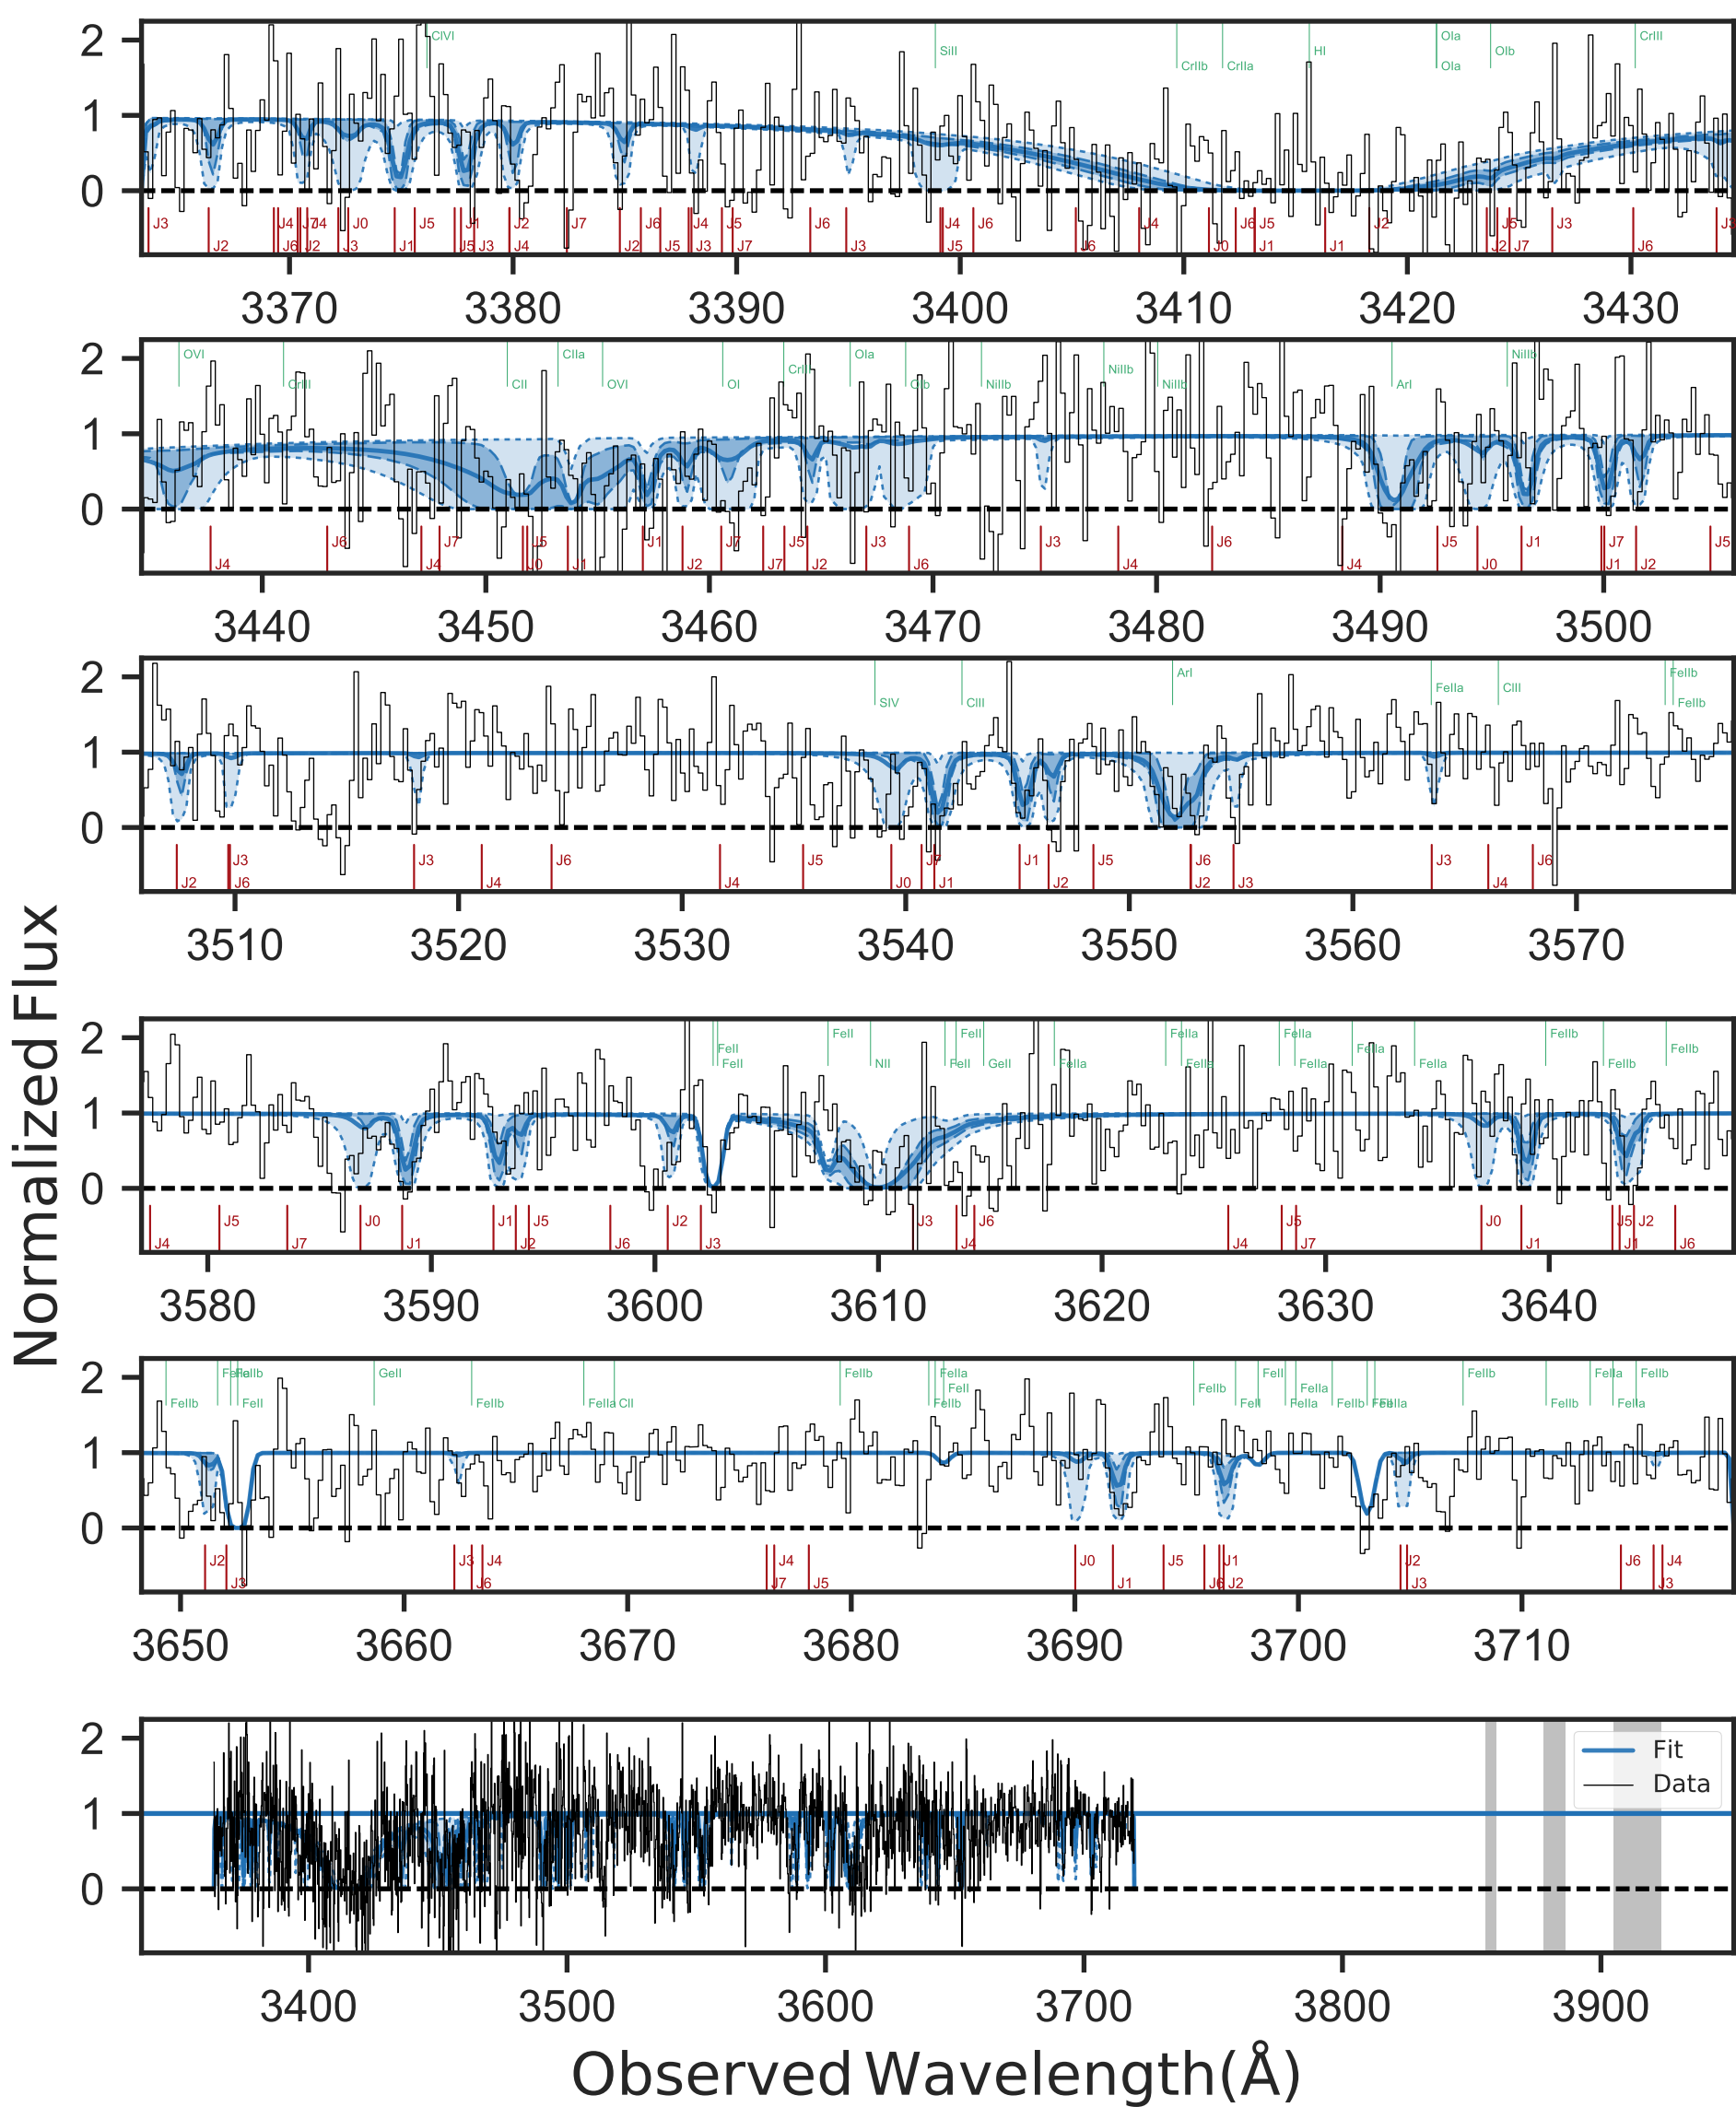 Normalized Flux
2
1
0
CIVI
SiII
CrIIb
CrIIa
HI
OIa
OIa
OIb
CrIII
J3 J4 J0 J5 J1 J2 J7 J6 J4 J5 J6 J4 J6 J4 J6 J5 J2 J5 J3 J3
J2 J6 J2 J3 J1 J5 J3 J4 J2 J5 J3 J7 J3 J5 J6 J0 J1 J1 J2 J7 J6
3370 3380 3390 3400 3410 3420 3430
2
1
0
OVI CIIa OIa NiIIb NiIIb
CrIII CII OVI OI OIb NiIIb NiIIb ArI
J6 J7 J5 J1 J7 J5 J3 J3 J6 J5 J1 J7 J5
J4 J4 J0 J1 J2 J7 J2 J6 J4 J4 J0 J1 J2
3440 3450 3460 3470 3480 3490 3500
2
1
0
ArI FeIIb
SIV CIII FeIIa CIII FeIIb
J3 J3 J6 J5 J1 J5 J6 J3 J6
J2 J6 J4 J4 J0 J1 J2 J2 J3 J4
3510 3520 3530 3540 3550 3560 3570
2
1
0
FeII FeII FeIIa FeIIa FeIIb FeIIb
FeII
FeII NII FeII GeII FeIIa FeIIa FeIIa FeIIa FeIIb
J5 J0 J1 J5 J2 J3 J6 J5 J0 J5 J2
J4 J7 J1 J2 J6 J3 J4 J4 J7 J1 J1 J6
3580 3590 3600 3610 3620 3630 3640
2
1
0
FeIIb GeII FeIIb FeIIa FeII FeIIb FeIIa FeIIb
FeII FeIIb FeIIa
FeIIb FeII FeIIb FeIIa CII FeIIb FeII FeIIa FeIIb FeIIb FeIIa
J2 J3 J4 J4 J0 J5 J1 J2 J6 J4
J3 J6 J7 J5 J1 J6 J2 J3 J3
3650 3660 3670 3680 3690 3700 3710
2
1
0
Fit
Data
3400 3500 3600 3700 3800 3900
Observed Wavelength(Å)